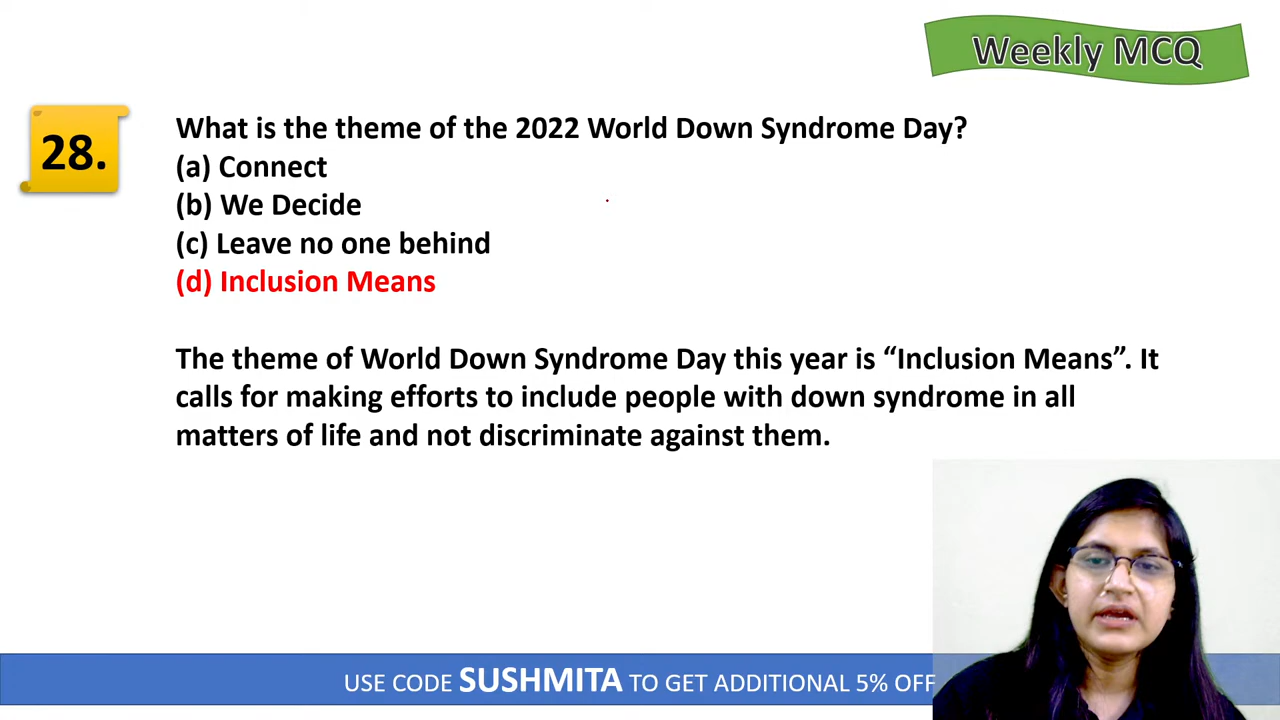 Weekly MCQ
28.
What is the theme of the 2022 World Down Syndrome Day?
(a) Connect
(b) We Decide
(c) Leave no one behind
(d) Inclusion Means
The theme of World Down Syndrome Day this year is “Inclusion Means”. It
calls for making efforts to include people with down syndrome in all
matters of life and not discriminate against them.
USE CODE SUSHMITA TO GET ADDITIONAL 5% OFF